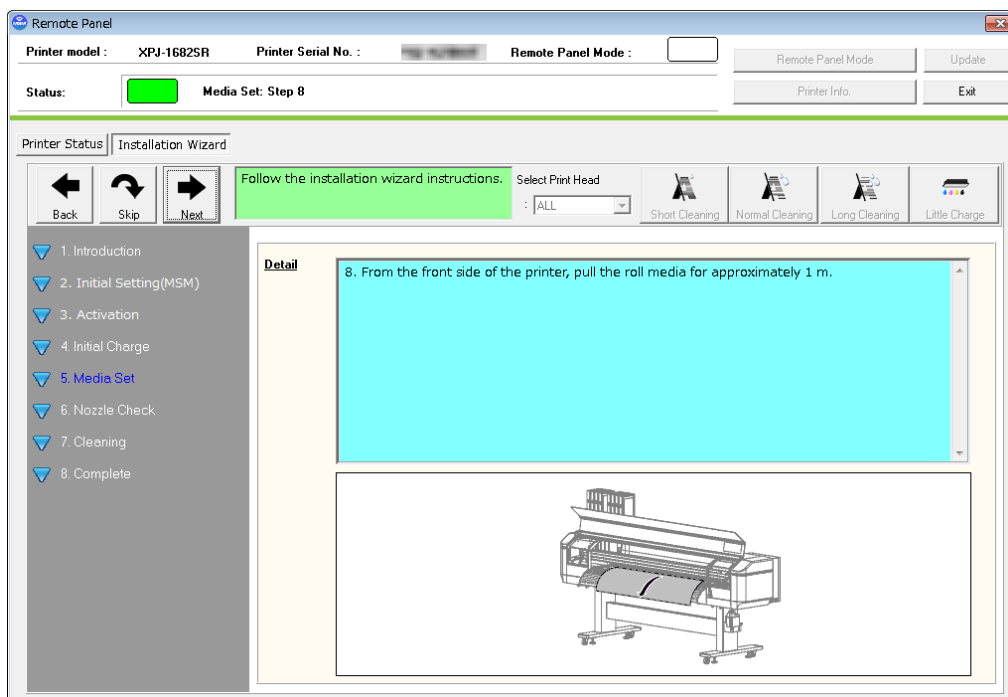 Remote Panel
Printer model : XPJ-1682SR Printer Serial No. : Remote Panel Mode :
Remote Panel Mode Update
Status: Media Set: Step 8
Printer Info. Exit
Printer Status Installation Wizard
Back Skip Next
Follow the installation wizard instructions.
Select Print Head
: ALL
Short Cleaning Normal Cleaning Long Cleaning Little Charge
1. Introduction
2. Initial Setting(MSM)
3. Activation
4. Initial Charge
5. Media Set
6. Nozzle Check
7. Cleaning
8. Complete
Detail
8. From the front side of the printer, pull the roll media for approximately 1 m.